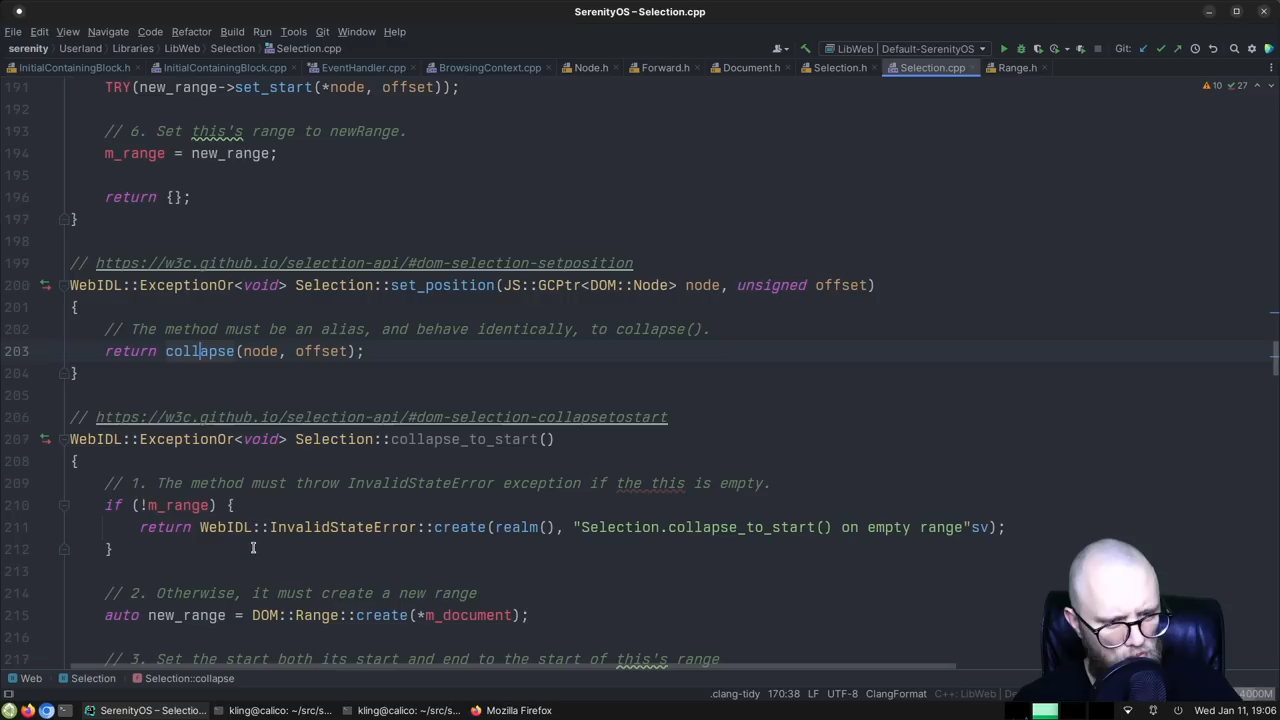 SerenityOS – Selection.cpp
File Edit View Navigate Code Refactor Build Run Tools Git Window Help
serenity Userland Libraries LibWeb Selection Selection.cpp LibWeb | Default-SerenityOS Git:
InitialContainingBlock.h InitialContainingBlock.cpp EventHandler.cpp BrowsingContext.cpp Node.h Forward.h Document.h Selection.h Selection.cpp Range.h
191 TRY(new_range->set_start(*node, offset)); 10 27
192
193 // 6. Set this's range to newRange.
194 m_range = new_range;
196 return {};
197 }
198
199 // https://w3c.github.io/selection-api/#dom-selection-setposition
200 WebIDL::ExceptionOr<void> Selection::set_position(JS::GCPtr<DOM::Node> node, unsigned offset)
201 {
202 // The method must be an alias, and behave identically, to collapse().
203 return collapse(node, offset);
204 }
205
206 // https://w3c.github.io/selection-api/#dom-selection-collapsetostart
207 WebIDL::ExceptionOr<void> Selection::collapse_to_start()
208 {
209 // 1. The method must throw InvalidStateError exception if the this is empty.
210 if (!m_range) {
211 return WebIDL::InvalidStateError::create(realm(), "Selection.collapse_to_start() on empty range"sv);
212 }
213
214 // 2. Otherwise, it must create a new range
215 auto new_range = DOM::Range::create(*m_document);
216
217 // 3. Set the start both its start and end to the start of this's range
Web Selection Selection::collapse
.clang-tidy 170:38 LF UTF-8 ClangFormat C++: LibWeb 4000M
SerenityOS – Selectio... kling@calico: ~/src/s... kling@calico: ~/src/s... Mozilla Firefox Wed Jan 11, 19:06